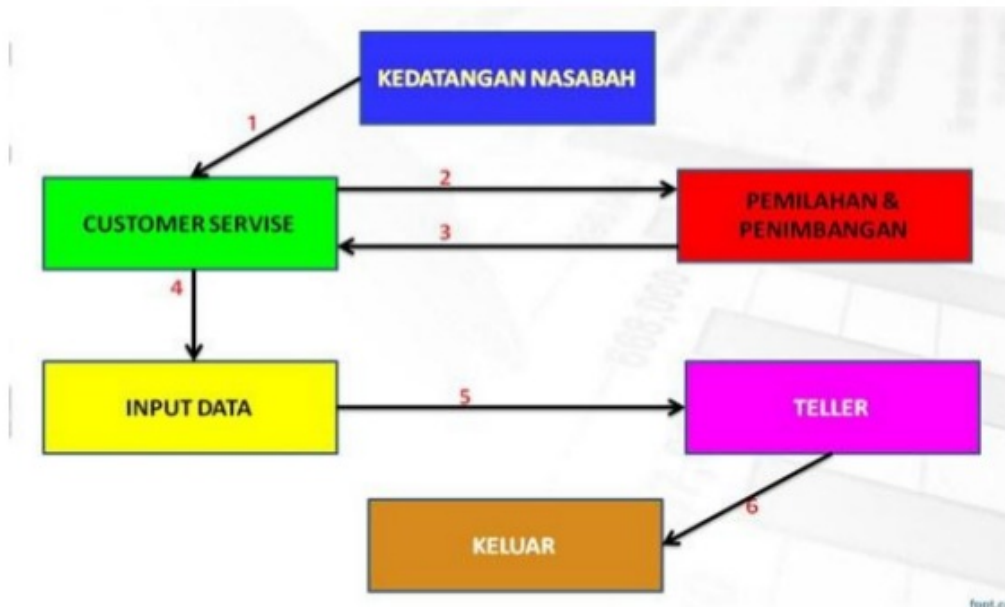 KEDATANGAN NASABAH
1
CUSTOMER SERVISE
2
3
PEMILAHAN &
PENIMBANGAN
4
INPUT DATA
5
TELLER
6
KELUAR